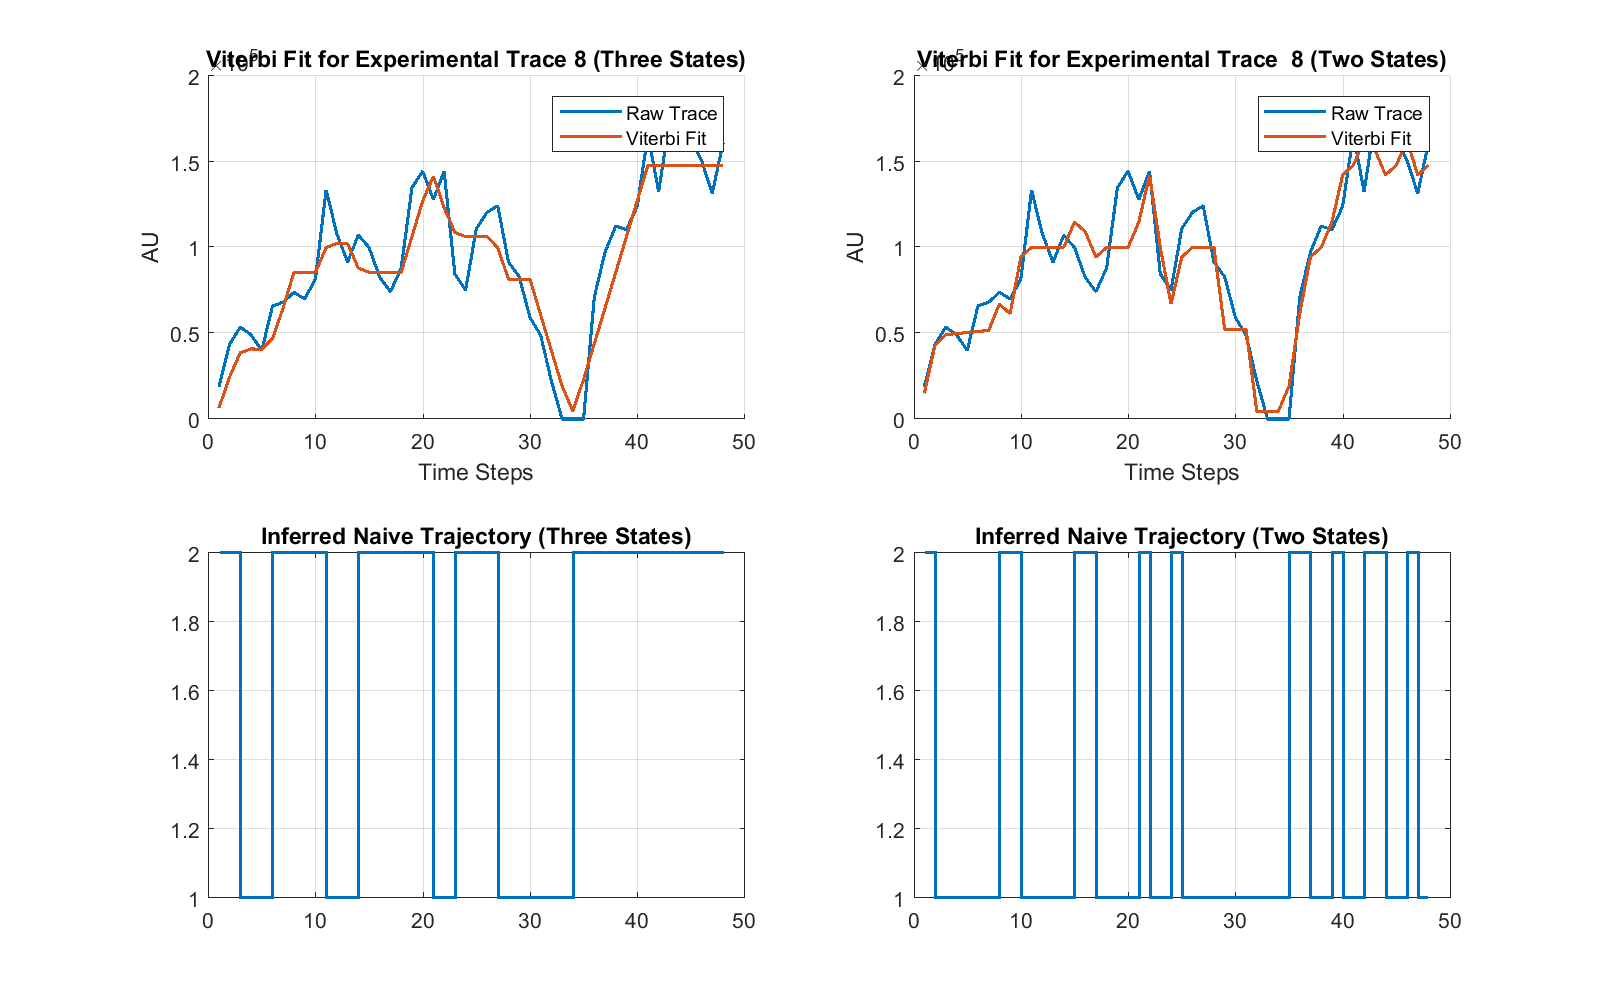 Viterbi Fit for Experimental Trace 8 (Three States)
×10^5
2
1.5
1
0.5
0
AU
Raw Trace
Viterbi Fit
0 10 20 30 40 50
Time Steps
Viterbi Fit for Experimental Trace  8 (Two States)
×10^5
2
1.5
1
0.5
0
AU
Raw Trace
Viterbi Fit
0 10 20 30 40 50
Time Steps
Inferred Naive Trajectory (Three States)
2
1.8
1.6
1.4
1.2
1
0 10 20 30 40 50
Inferred Naive Trajectory (Two States)
2
1.8
1.6
1.4
1.2
1
0 10 20 30 40 50